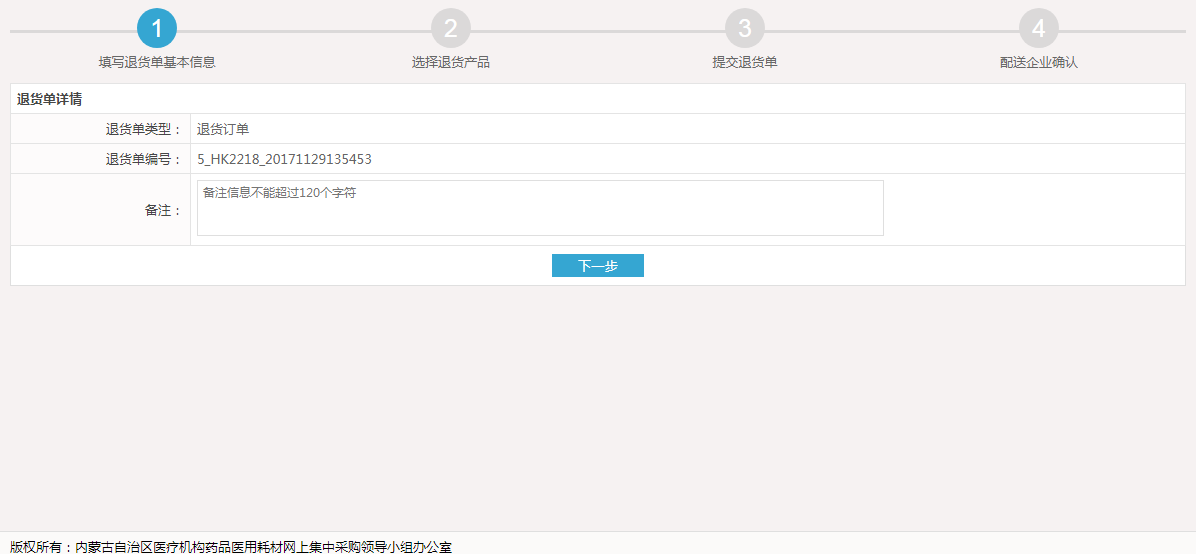 1 2 3 4
填写退货单基本信息 选择退货产品 提交退货单 配送企业确认
退货单详情
退货单类型： 退货订单
退货单编号： 5_HK2218_20171129135453
备注： 备注信息不能超过120个字符
下一步
版权所有：内蒙古自治区医疗机构药品医用耗材网上集中采购领导小组办公室